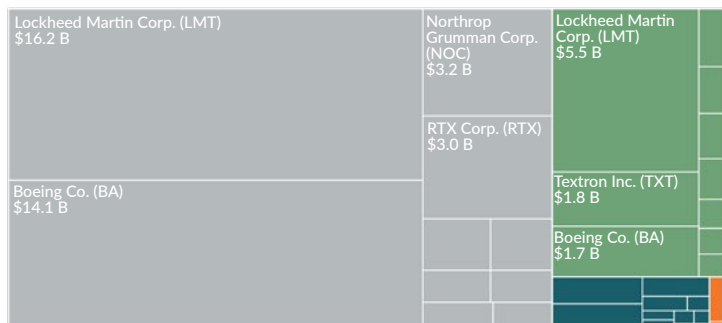 Lockheed Martin Corp. (LMT)
$16.2 B
Boeing Co. (BA)
$14.1 B
Northrop
Grumman Corp.
(NOC)
$3.2 B
RTX Corp. (RTX)
$3.0 B
Lockheed Martin
Corp. (LMT)
$5.5 B
Textron Inc. (TXT)
$1.8 B
Boeing Co. (BA)
$1.7 B